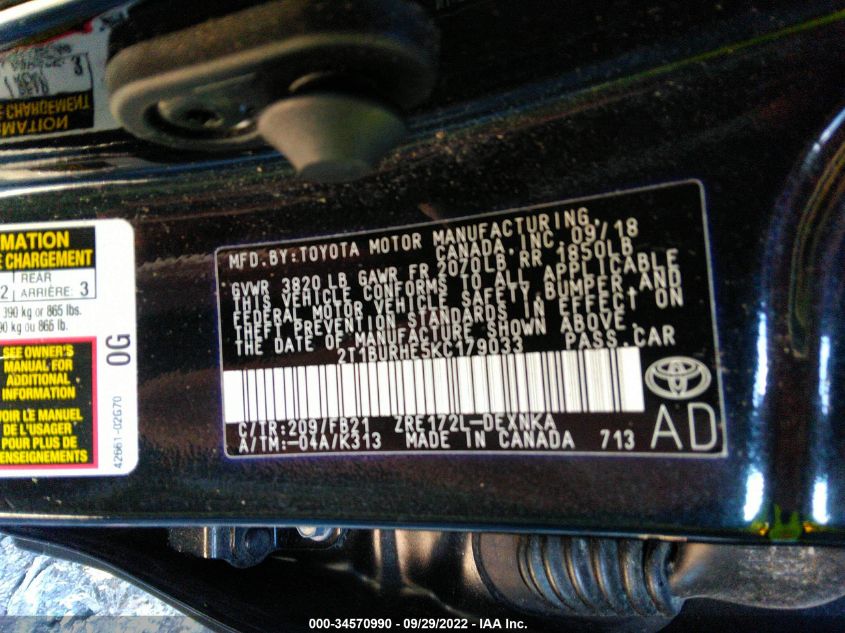 MATION
E CHARGEMENT
2 REAR ARRIÈRE: 3
390 kg or 865 lbs.
90 kg ou 865 lb.
0G
SEE OWNER'S
MANUAL FOR
ADDITIONAL
INFORMATION
VOIR LE MANUEL
DE L'USAGER
POUR PLUS DE
RENSEIGNEMENTS
42661-02G70
MFD.BY:TOYOTA MOTOR MANUFACTURING,
CANADA, INC. 09/18
GVWR 3820 LB GAWR FR 2070LB RR 1850LB
THIS VEHICLE CONFORMS TO ALL APPLICABLE
FEDERAL MOTOR VEHICLE SAFETY,BUMPER,AND
THEFT PREVENTION STANDARDS IN EFFECT ON
THE DATE OF MANUFACTURE SHOWN ABOVE.
2T1BURHE5KC179033 PASS.CAR
C/TR:209/FB21 ZRE172L-DEXNKA
A/TM:-04A/K313 MADE IN CANADA 713
AD
000-34570990 - 09/29/2022 - IAA Inc.